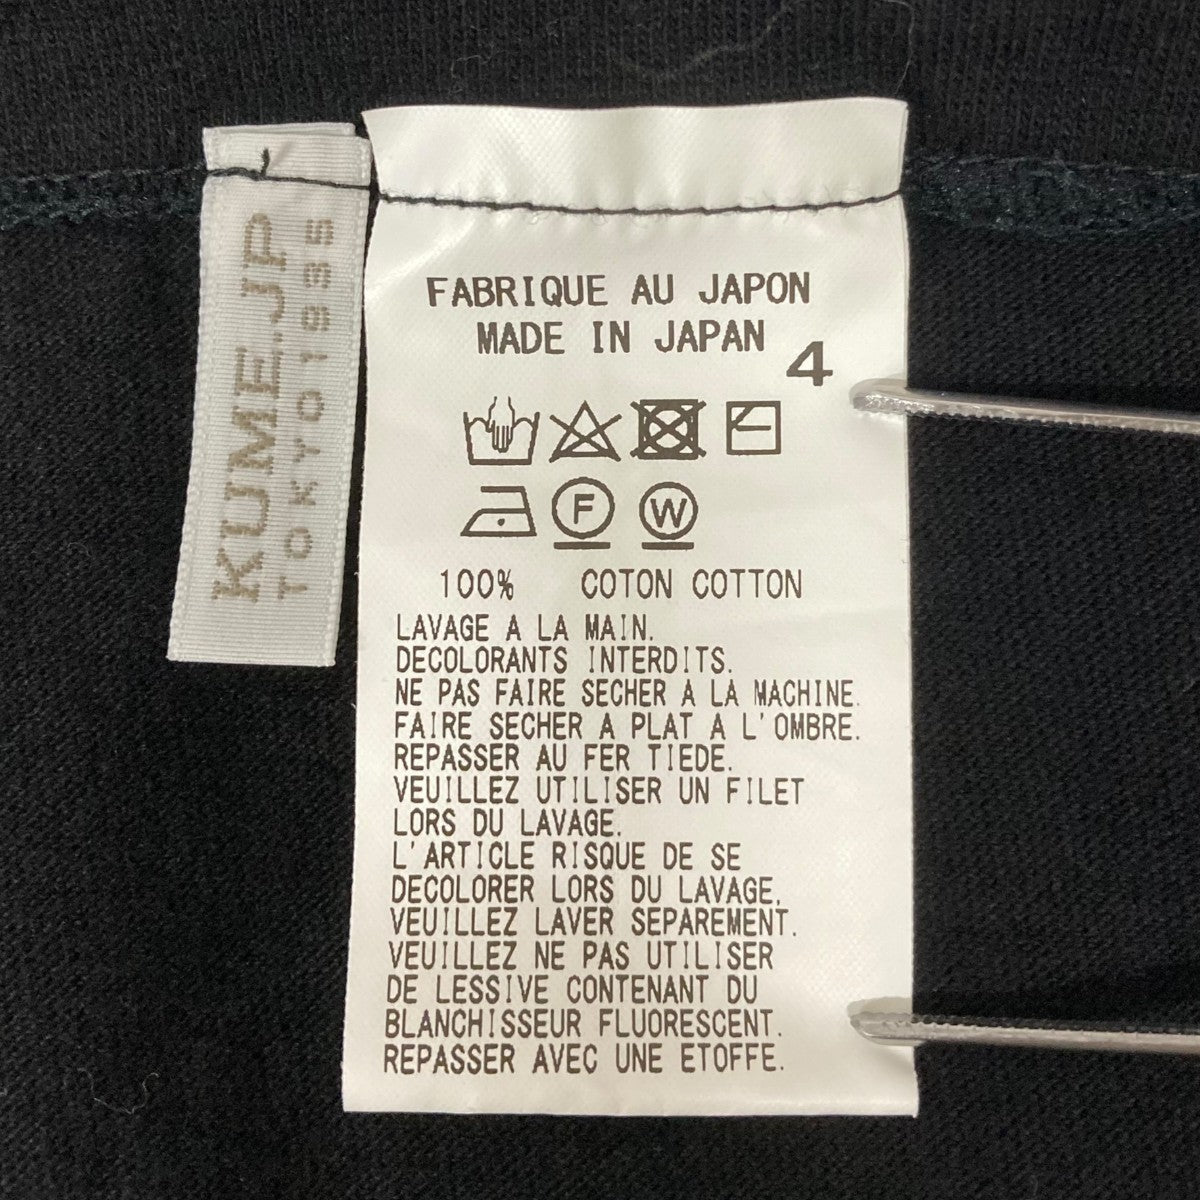 KUME.JP
TOKYO1935
FABRIQUE AU JAPON
MADE IN JAPAN
4
F W
100% COTON COTTON
LAVAGE A LA MAIN.
DECOLORANTS INTERDITS.
NE PAS FAIRE SECHER A LA MACHINE.
FAIRE SECHER A PLAT A L'OMBRE.
REPASSER AU FER TIEDE.
VEUILLEZ UTILISER UN FILET
LORS DU LAVAGE.
L'ARTICLE RISQUE DE SE
DECOLORER LORS DU LAVAGE,
VEUILLEZ LAVER SEPAREMENT.
VEUILLEZ NE PAS UTILISER
DE LESSIVE CONTENANT DU
BLANCHISSEUR FLUORESCENT.
REPASSER AVEC UNE ETOFFE.